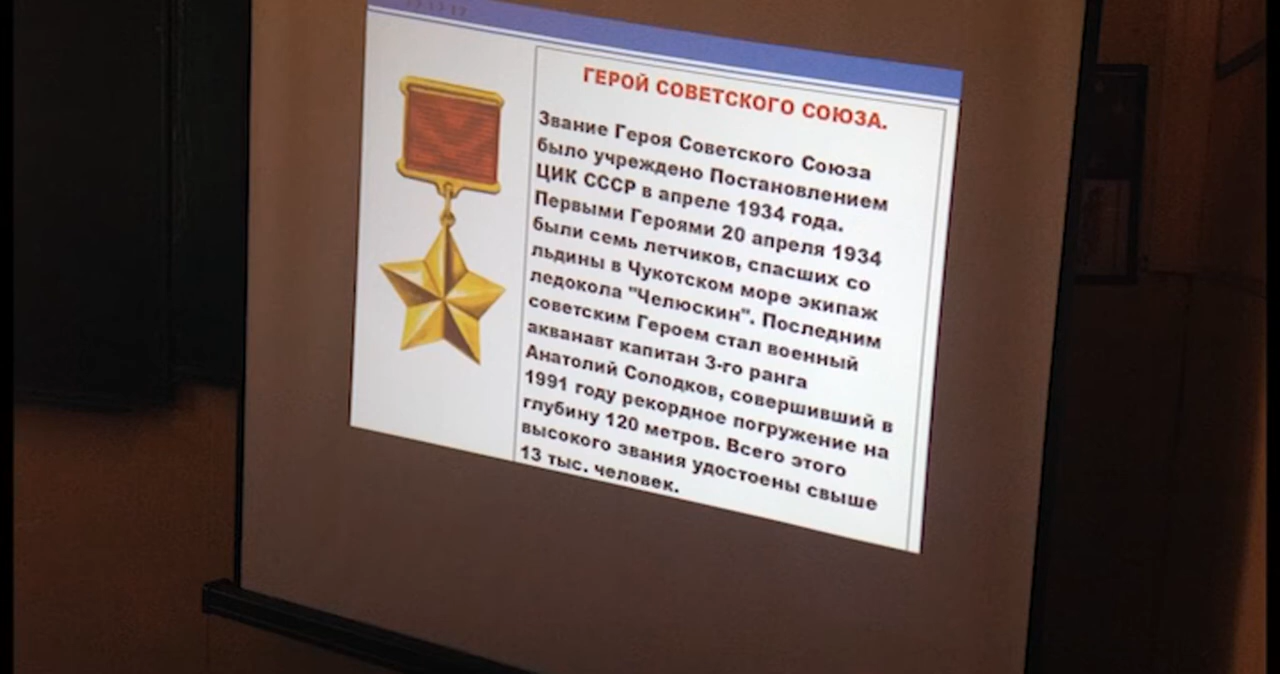 ГЕРОЙ СОВЕТСКОГО СОЮЗА.
Звание Героя Советского Союза
было учреждено Постановлением
ЦИК СССР в апреле 1934 года.
Первыми Героями 20 апреля 1934
были семь летчиков, спасших со
льдины в Чукотском море экипаж
ледокола "Челюскин". Последним
советским Героем стал военный
акванавт капитан 3-го ранга
Анатолий Солодков, совершивший в
1991 году рекордное погружение на
глубину 120 метров. Всего этого
высокого звания удостоены свыше
13 тыс. человек.